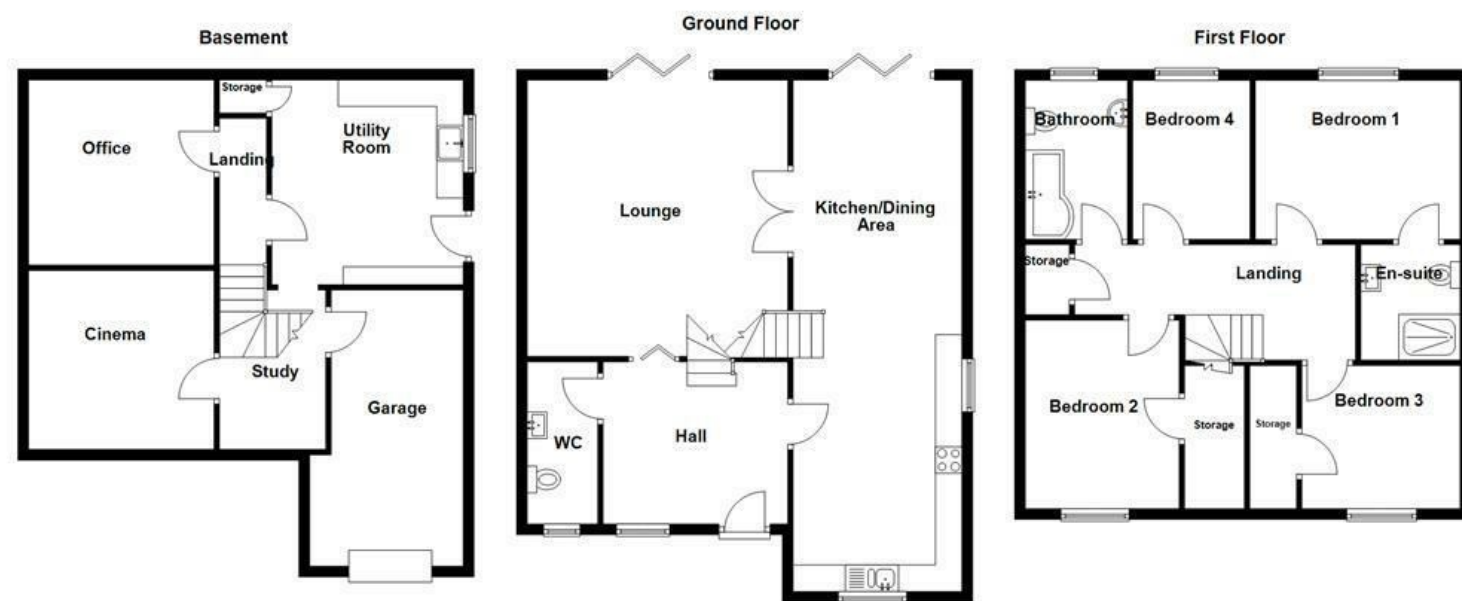 Basement
Storage
Office
Utility
Room
Landing
Cinema
Study
Garage
Ground Floor
Lounge
Kitchen/Dining
Area
WC
Hall
First Floor
Bathroom
Bedroom 4
Bedroom 1
Storage
Landing
En-suite
Bedroom 2
Storage
Storage
Bedroom 3